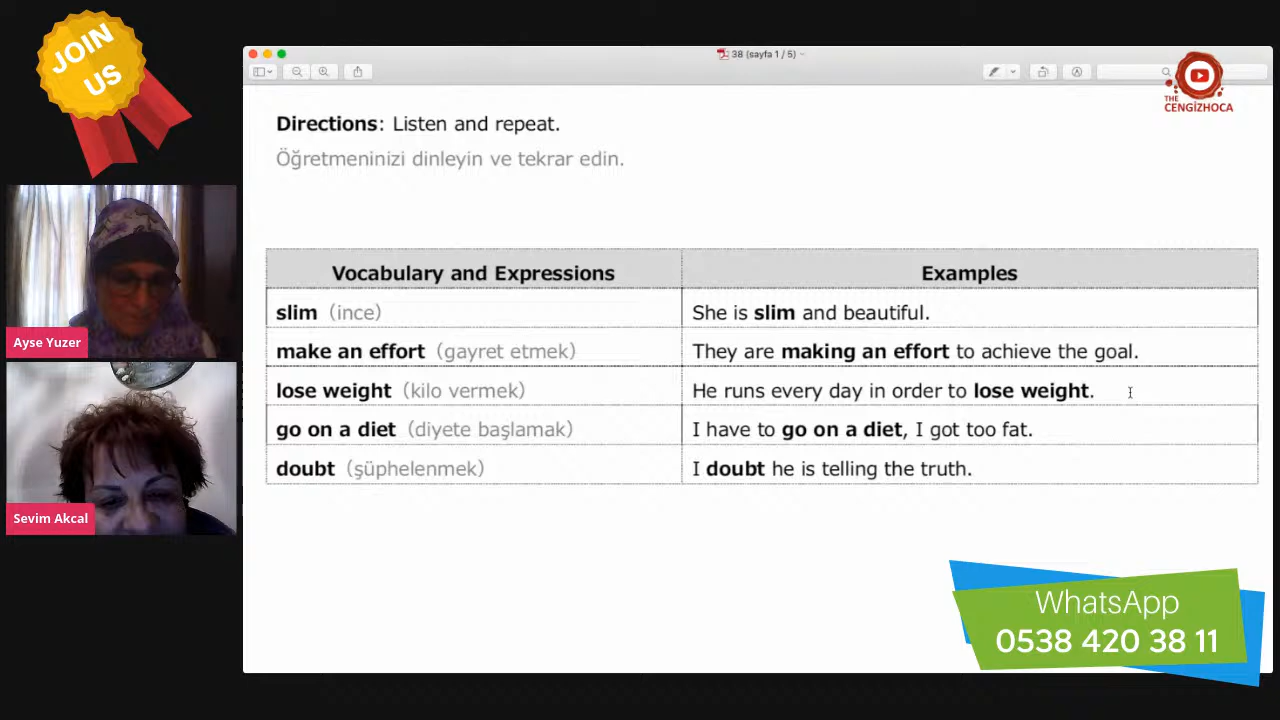 JOIN
US
38 (sayfa 1 / 5)
THE
CENGİZHOCA
Directions: Listen and repeat.
Öğretmeninizi dinleyin ve tekrar edin.
Vocabulary and Expressions Examples
slim (ince) She is slim and beautiful.
make an effort (gayret etmek) They are making an effort to achieve the goal.
lose weight (kilo vermek) He runs every day in order to lose weight.
go on a diet (diyete başlamak) I have to go on a diet, I got too fat.
doubt (şüphelenmek) I doubt he is telling the truth.
Ayse Yuzer
Sevim Akcal
WhatsApp
0538 420 38 11